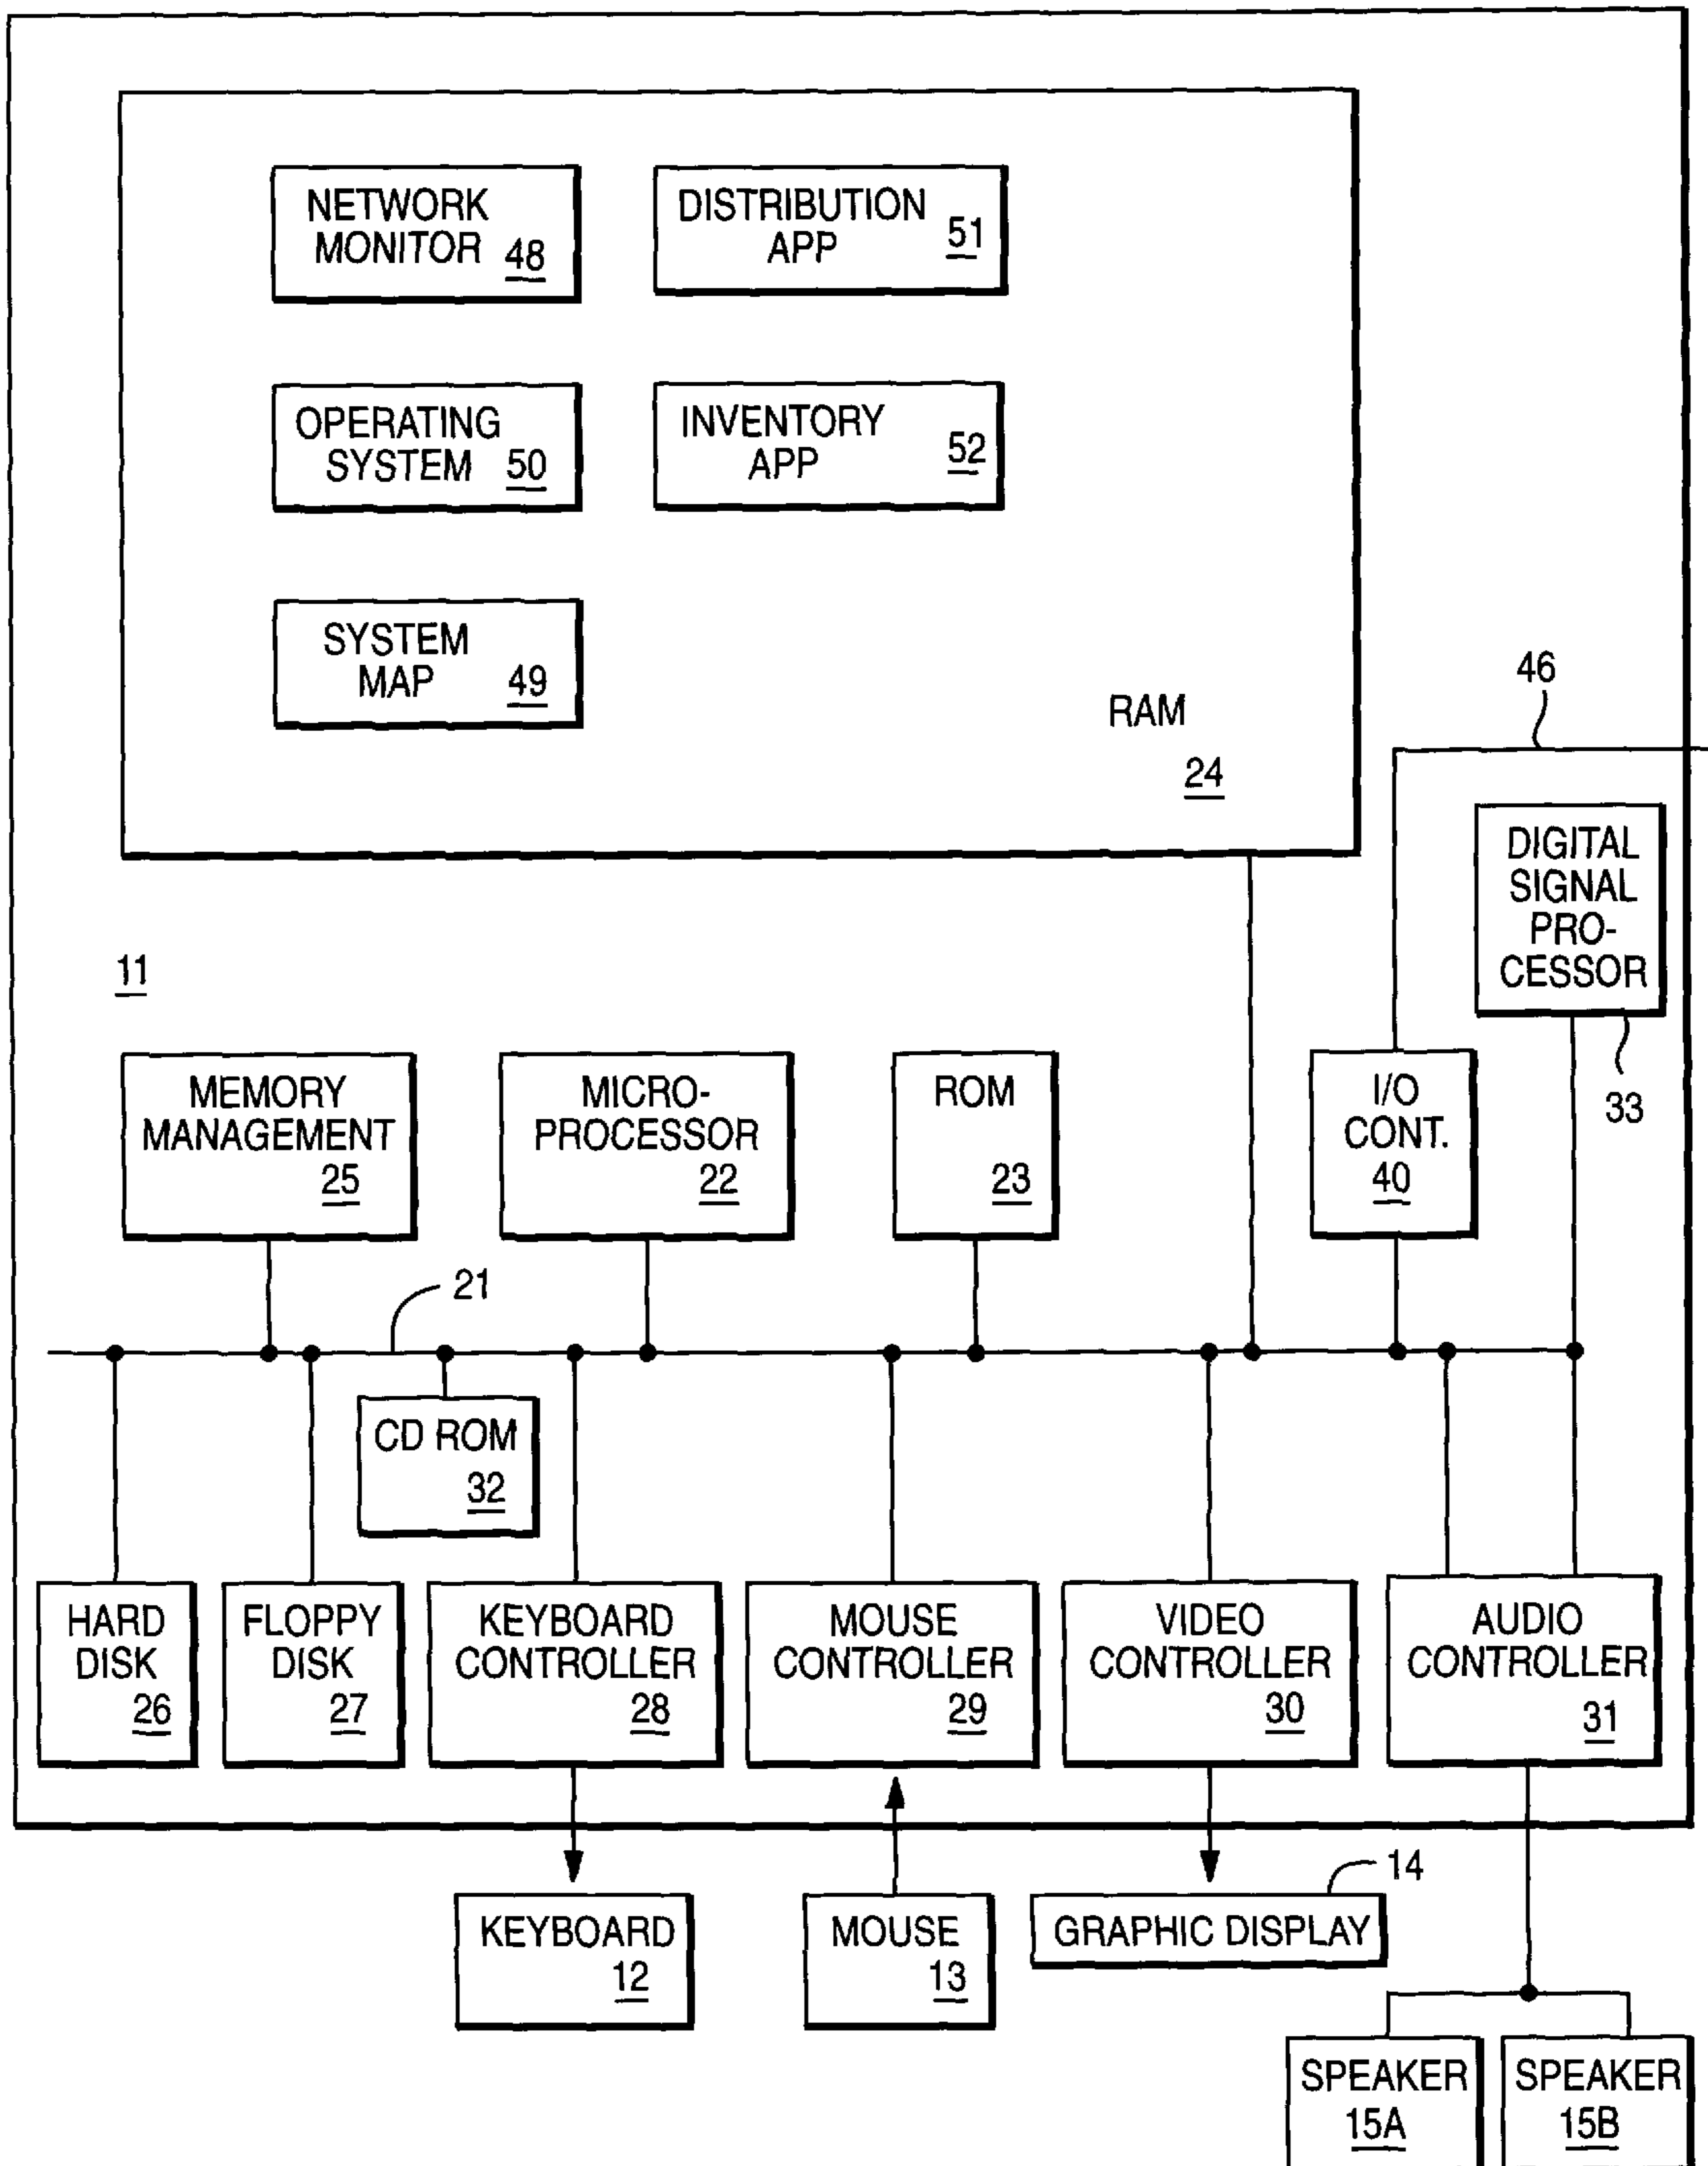 NETWORK
MONITOR 48
DISTRIBUTION
APP 51
OPERATING
SYSTEM 50
INVENTORY
APP 52
SYSTEM
MAP 49
RAM
24
46
DIGITAL
SIGNAL
PRO-
CESSOR
33
11
MEMORY
MANAGEMENT
25
MICRO-
PROCESSOR
22
ROM
23
I/O
CONT.
40
21
CD ROM
32
HARD
DISK
26
FLOPPY
DISK
27
KEYBOARD
CONTROLLER
28
MOUSE
CONTROLLER
29
VIDEO
CONTROLLER
30
AUDIO
CONTROLLER
31
KEYBOARD
12
MOUSE
13
14
GRAPHIC DISPLAY
SPEAKER
15A
SPEAKER
15B